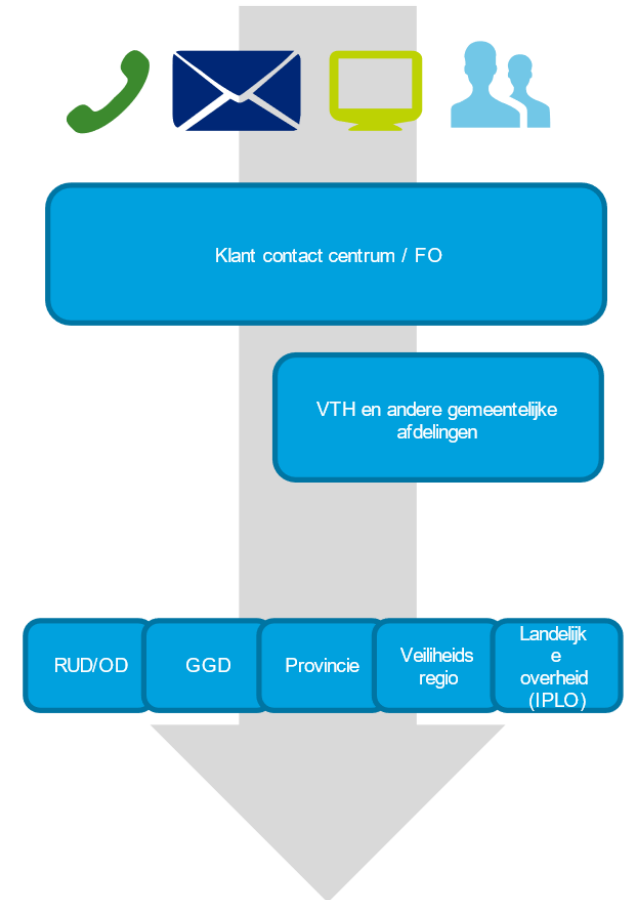 Klant contact centrum / FO
VTH en andere gemeentelijke
afdelingen
RUD/OD
GGD
Provincie
Veiliheids
regio
Landelijk
e
overheid
(IPLO)